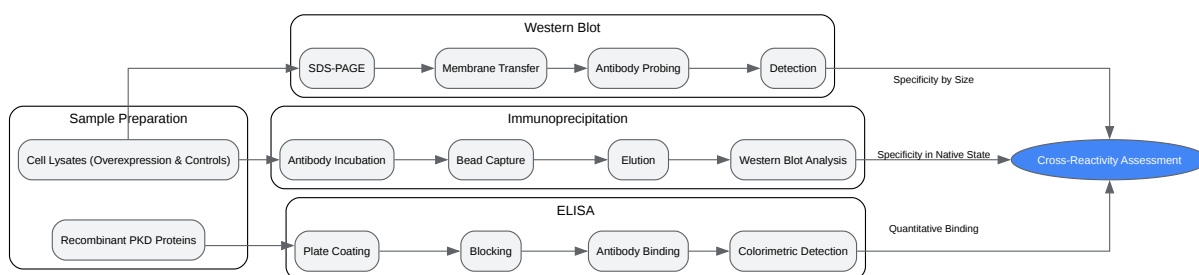 Western Blot
SDS-PAGE
Membrane Transfer
Antibody Probing
Detection
Specificity by Size
Sample Preparation
Cell Lysates (Overexpression & Controls)
Recombinant PKD Proteins
Immunoprecipitation
Antibody Incubation
Bead Capture
Elution
Western Blot Analysis
Specificity in Native State
Cross-Reactivity Assessment
ELISA
Plate Coating
Blocking
Antibody Binding
Colorimetric Detection
Quantitative Binding